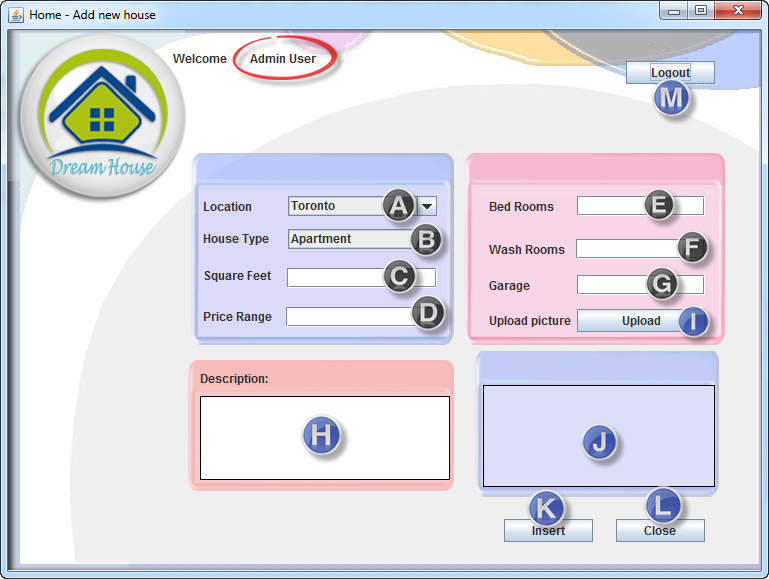 Home - Add new house
Welcome Admin User
Logout
M
Dream House
Location Toronto A
Bed Rooms E
House Type Apartment B
Wash Rooms F
Square Feet C
Garage G
Price Range D
Upload picture Upload I
Description:
H
J
K
L
Insert
Close